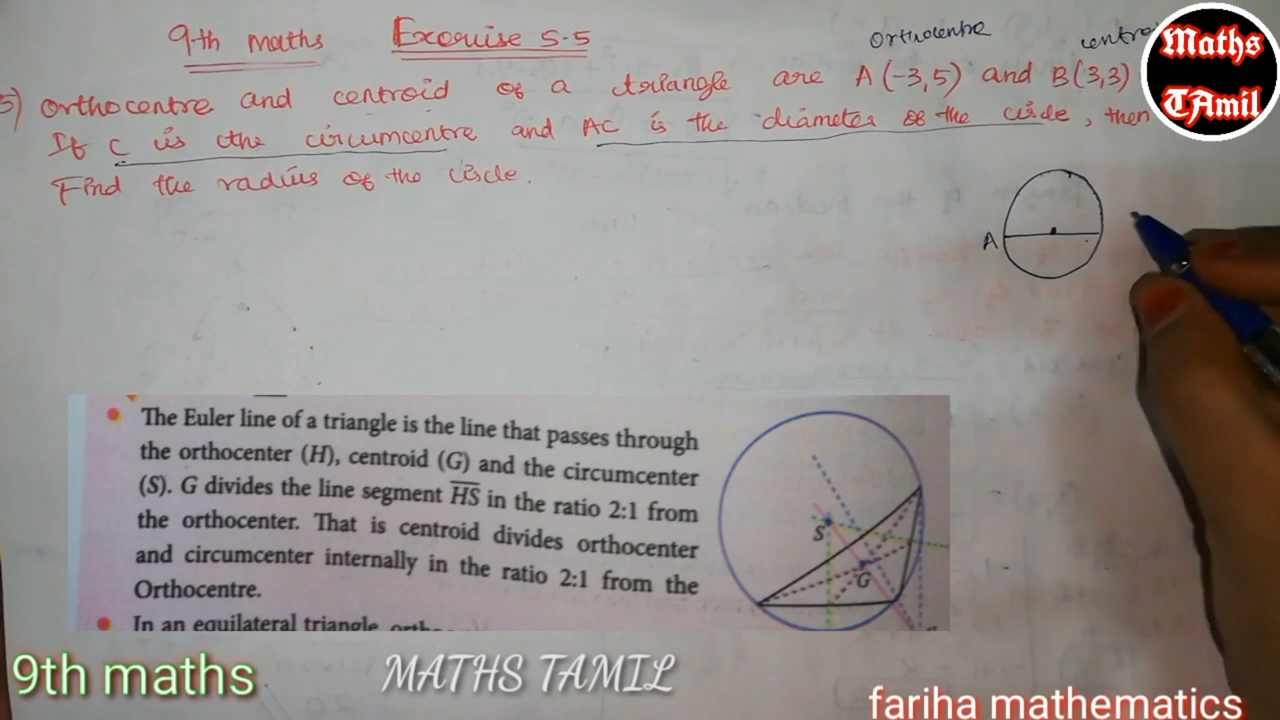 9th maths Exercise 5.5
Orthocentre
5) Orthocentre and centroid of a triangle are A(-3,5) and B(3,3)
If C is the circumcentre and AC is the diameter of the circle, then
Find the radius of the circle.
Maths
TAmil
A
The Euler line of a triangle is the line that passes through
the orthocenter (H), centroid (G) and the circumcenter
(S). G divides the line segment HS in the ratio 2:1 from
the orthocenter. That is centroid divides orthocenter
and circumcenter internally in the ratio 2:1 from the
Orthocentre.
In an equilateral triangle,
S
G
9th maths
MATHS TAMIL
fariha mathematics